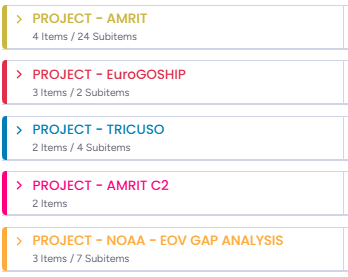 PROJECT - AMRIT
4 Items / 24 Subitems
PROJECT - EuroGOSHIP
3 Items / 2 Subitems
PROJECT - TRICUSO
2 Items / 4 Subitems
PROJECT - AMRIT C2
2 Items
PROJECT - NOAA - EOV GAP ANALYSIS
3 Items / 7 Subitems